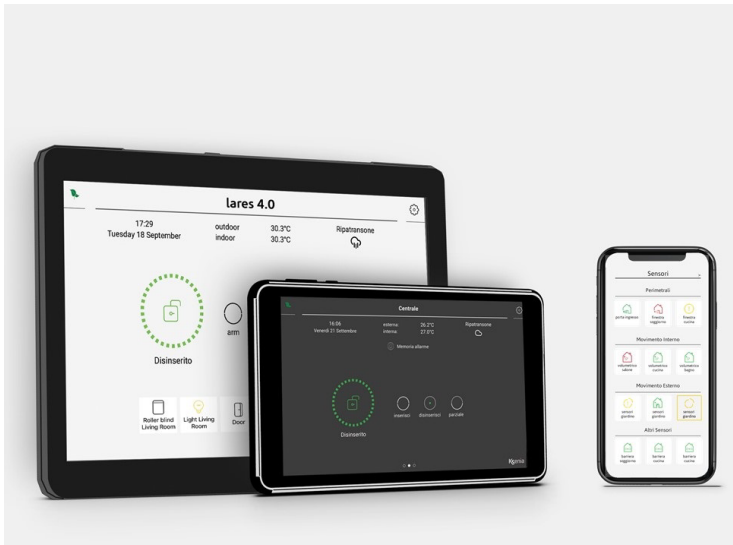 lares 4.0
17:29
Tuesday 18 September
outdoor 30.3°C
indoor 30.3°C
Ripatransone
Disinserito
arm
Roller blind
Living Room
Light Living
Room
Door
Centrale
16:06
Venerdì 21 Settembre
esterna 26.2°C
interna 27.0°C
Ripatransone
Memoria allarme
Disinserito
inserisci
disinserisci
parziale
Ksenia
Sensori
Perimetrali
porta ingresso
finestra
soggiorno
finestra
cucina
Movimento Interno
volumetrico
salone
volumetrico
cucina
volumetrico
bagno
Movimento Esterno
sensori
giardino
sensori
giardino
sensori
giardino
Altri Sensori
barriera
soggiorno
barriera
cucina
barriera
cucina